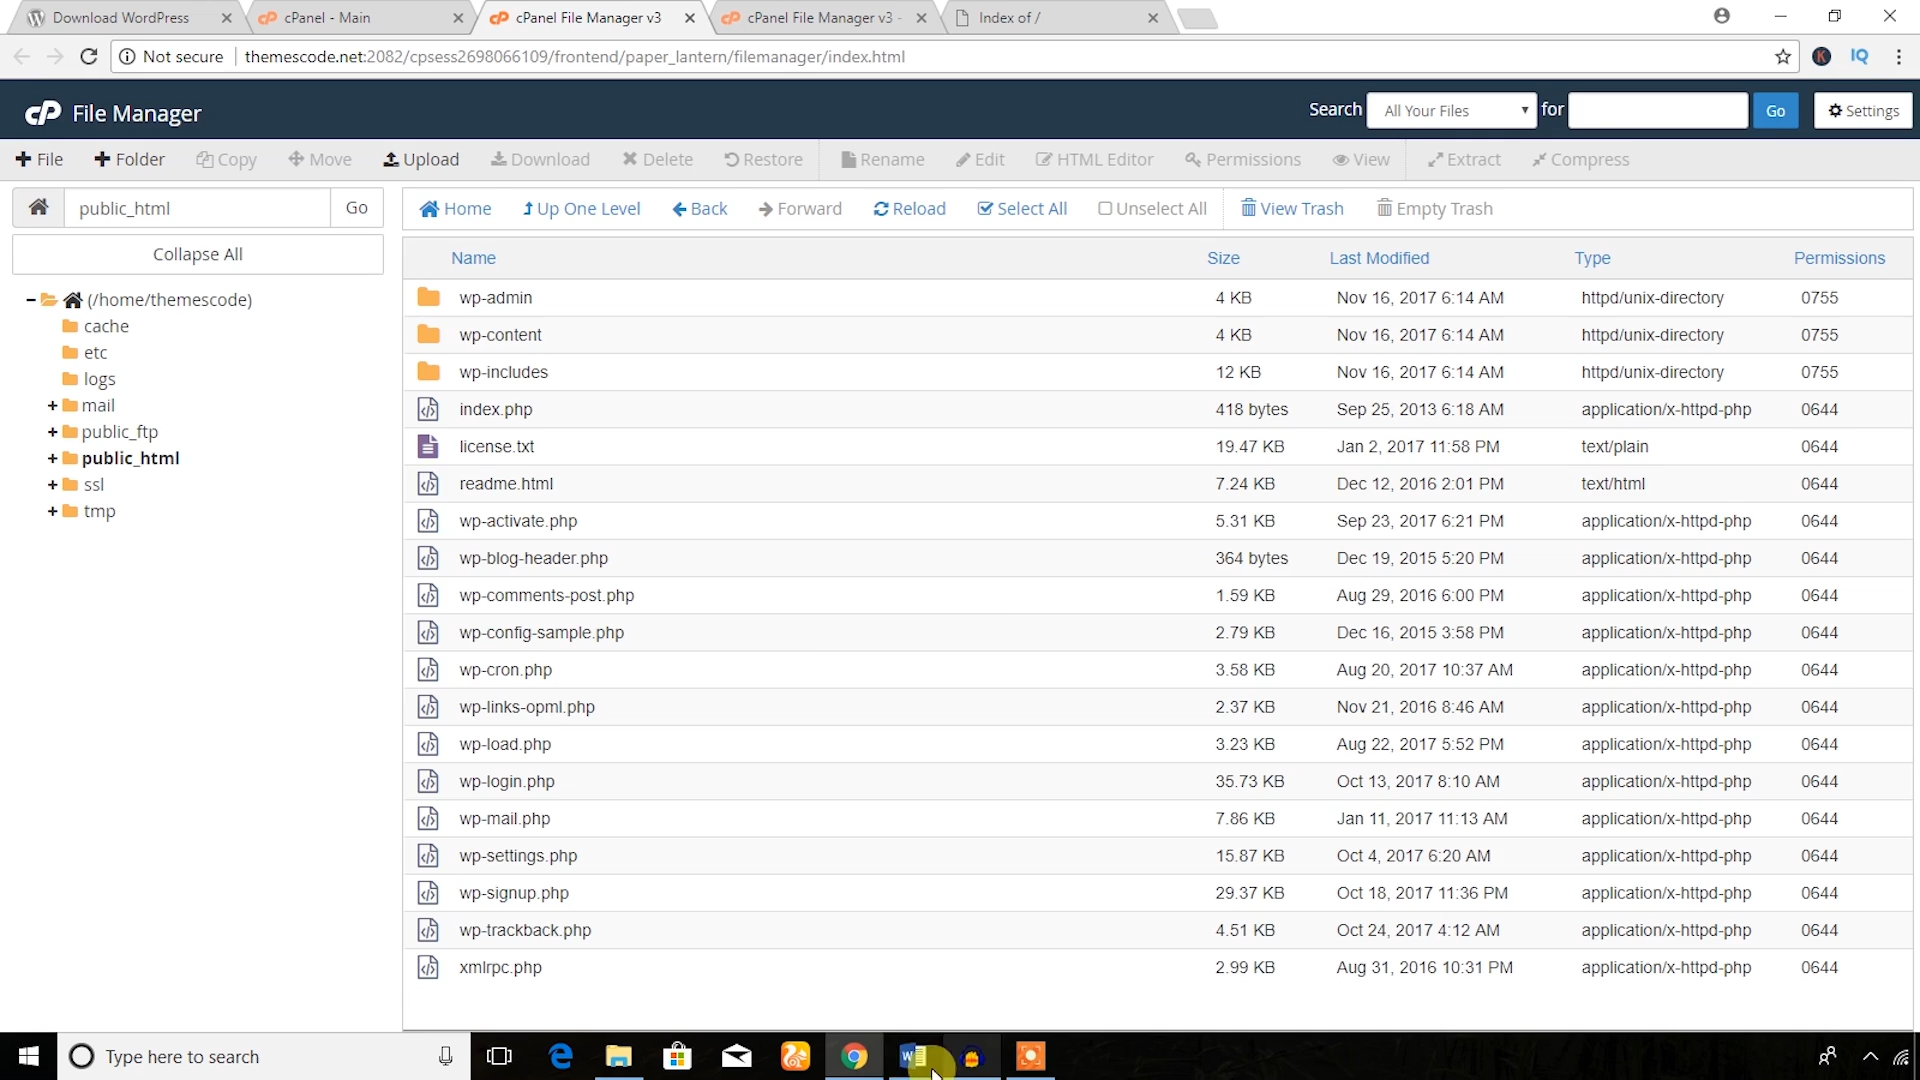 Download WordPress
cPanel - Main
cPanel File Manager v3
cPanel File Manager v3 -
Index of /
Not secure
themescode.net:2082/cpsess2698066109/frontend/paper_lantern/filemanager/index.html
K
IQ
cP File Manager
Search
All Your Files
for
Go
Settings
File
Folder
Copy
Move
Upload
Download
Delete
Restore
Rename
Edit
HTML Editor
Permissions
View
Extract
Compress
public_html
Go
Home
Up One Level
Back
Forward
Reload
Select All
Unselect All
View Trash
Empty Trash
Collapse All
(/home/themescode)
cache
etc
logs
mail
public_ftp
public_html
ssl
tmp
Name Size Last Modified Type Permissions
wp-admin 4 KB Nov 16, 2017 6:14 AM httpd/unix-directory 0755
wp-content 4 KB Nov 16, 2017 6:14 AM httpd/unix-directory 0755
wp-includes 12 KB Nov 16, 2017 6:14 AM httpd/unix-directory 0755
index.php 418 bytes Sep 25, 2013 6:18 AM application/x-httpd-php 0644
license.txt 19.47 KB Jan 2, 2017 11:58 PM text/plain 0644
readme.html 7.24 KB Dec 12, 2016 2:01 PM text/html 0644
wp-activate.php 5.31 KB Sep 23, 2017 6:21 PM application/x-httpd-php 0644
wp-blog-header.php 364 bytes Dec 19, 2015 5:20 PM application/x-httpd-php 0644
wp-comments-post.php 1.59 KB Aug 29, 2016 6:00 PM application/x-httpd-php 0644
wp-config-sample.php 2.79 KB Dec 16, 2015 3:58 PM application/x-httpd-php 0644
wp-cron.php 3.58 KB Aug 20, 2017 10:37 AM application/x-httpd-php 0644
wp-links-opml.php 2.37 KB Nov 21, 2016 8:46 AM application/x-httpd-php 0644
wp-load.php 3.23 KB Aug 22, 2017 5:52 PM application/x-httpd-php 0644
wp-login.php 35.73 KB Oct 13, 2017 8:10 AM application/x-httpd-php 0644
wp-mail.php 7.86 KB Jan 11, 2017 11:13 AM application/x-httpd-php 0644
wp-settings.php 15.87 KB Oct 4, 2017 6:20 AM application/x-httpd-php 0644
wp-signup.php 29.37 KB Oct 18, 2017 11:36 PM application/x-httpd-php 0644
wp-trackback.php 4.51 KB Oct 24, 2017 4:12 AM application/x-httpd-php 0644
xmlrpc.php 2.99 KB Aug 31, 2016 10:31 PM application/x-httpd-php 0644
Type here to search